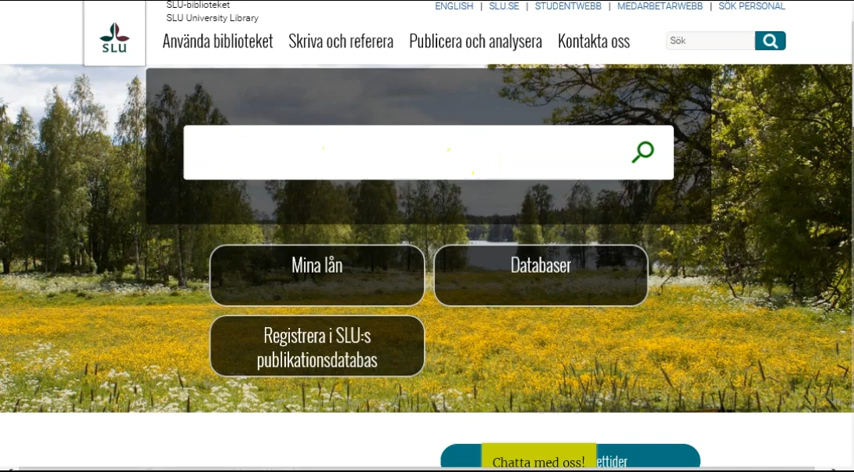 SLU-biblioteket
SLU University Library
ENGLISH | SLU.SE | STUDENTWEBB | MEDARBETARWEBB | SÖK PERSONAL
SLU
Använda biblioteket Skriva och referera Publicera och analysera Kontakta oss
Sök
Mina lån
Databaser
Registrera i SLU:s
publikationsdatabas
Chatta med oss!
ettider